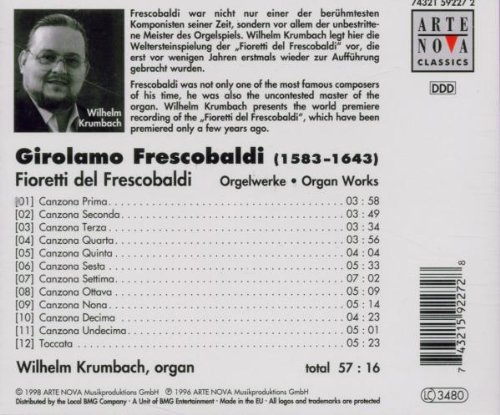 74321 59227 2
Frescobaldi war nicht nur einer der berühmtesten
Komponisten seiner Zeit, sondern vor allem der unbestritte-
ne Meister des Orgelspiels. Wilhelm Krumbach legt hier die
Weltersteinspielung der „Fioretti del Frescobaldi" vor, die
erst vor wenigen Jahren erstmals wieder zur Aufführung
gebracht wurden.
Frescobaldi was not only one of the most famous composers
of his time, he was also the uncontested master of the
organ. Wilhelm Krumbach presents the world premiere
recording of the „Fioretti del Frescobaldi", which have been
premiered only a few years ago.
Wilhelm
Krumbach
ARTE
NOVA
CLASSICS
DDD
Girolamo Frescobaldi (1583-1643)
Fioretti del Frescobaldi Orgelwerke • Organ Works
[01] Canzona Prima 03 : 58
[02] Canzona Seconda 03 : 49
[03] Canzona Terza 03 : 34
[04] Canzona Quarta 03 : 56
[05] Canzona Quinta 04 : 04
[06] Canzona Sesta 05 : 33
[07] Canzona Settima 07 : 02
[08] Canzona Ottava 05 : 09
[09] Canzona Nona 05 : 14
[10] Canzona Decima 04 : 23
[11] Canzona Undecima 05 : 01
[12] Toccata 05 : 23
Wilhelm Krumbach, organ total 57 : 16
7 43215 92272 8
© 1998 ARTE NOVA Musikproduktions GmbH ℗ 1996 ARTE NOVA Musikproduktions GmbH
Distributed by the Local BMG Company • A Unit of BMG Entertainment • Made in the EU • All logos and trademarks are protected
LC 3480